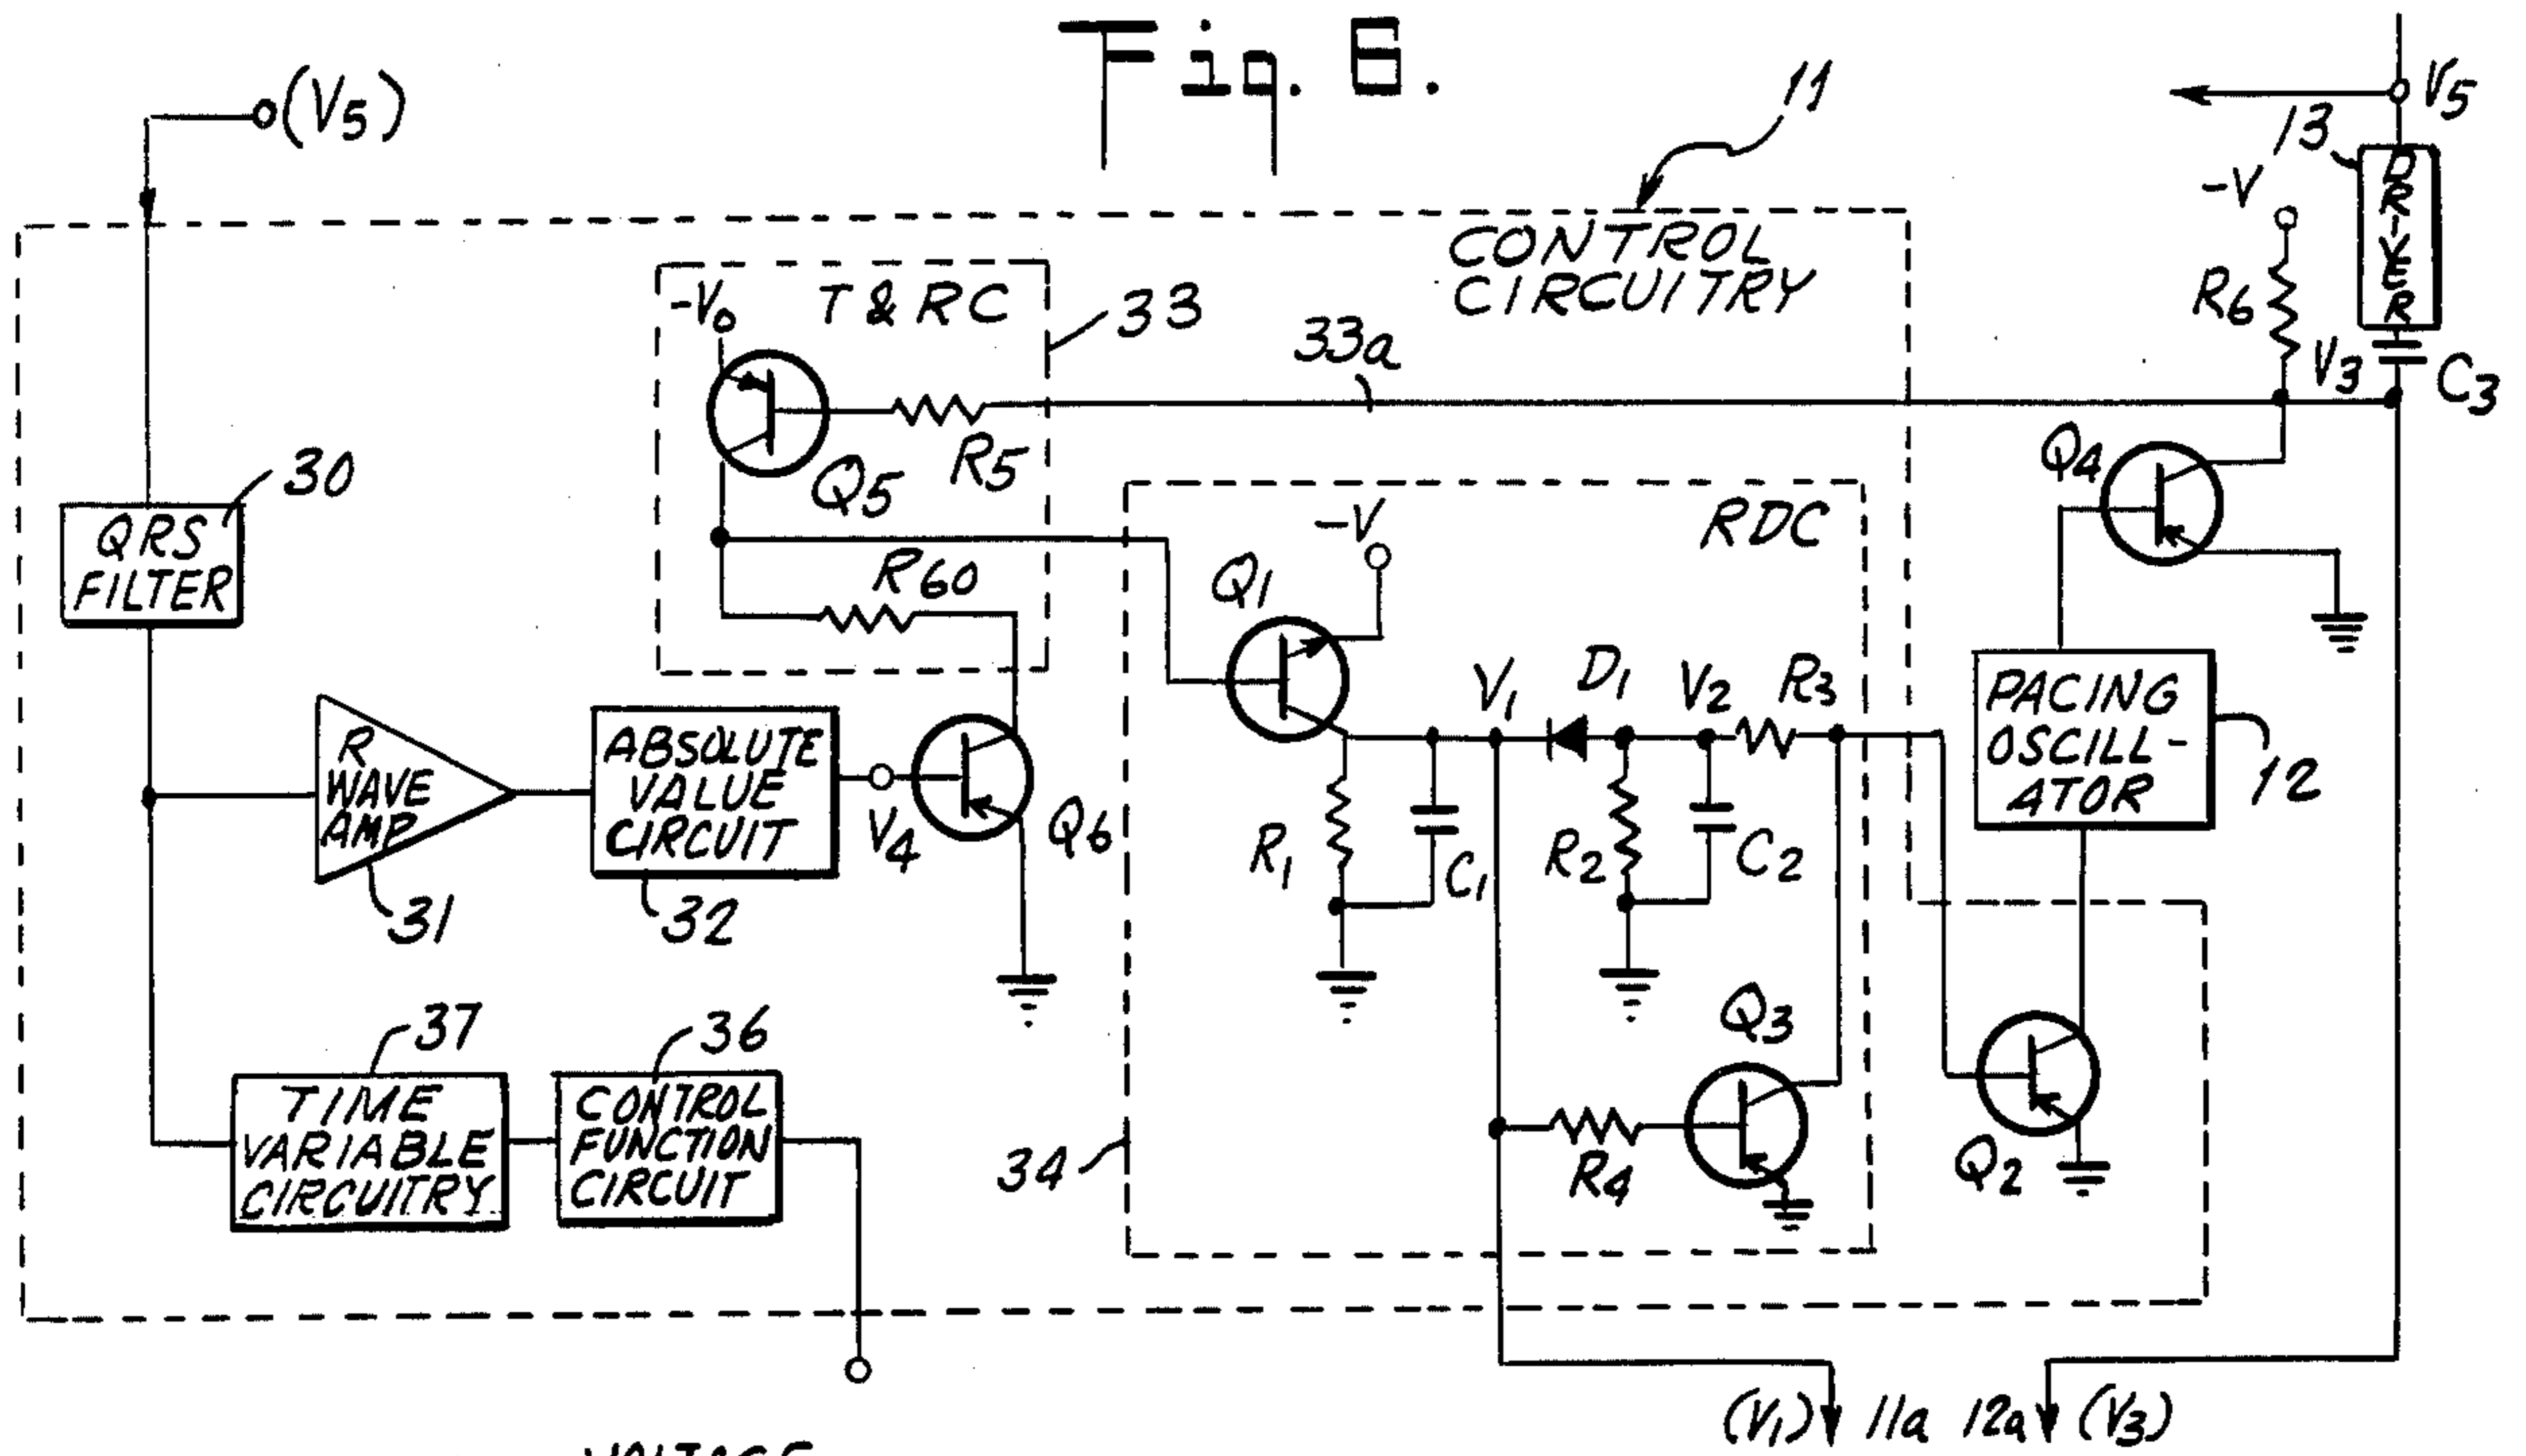 Fig. 6.
(V5)
11
V5
13
-V
DRIVER
R6
V3
C3
CONTROL
CIRCUITRY
-V0
T & RC
33
33a
Q5
R5
Q4
30
QRS
FILTER
R60
-V
RDC
Q1
V1
D1
V2
R3
PACING
OSCILL-
ATOR
12
R
WAVE
AMP
31
ABSOLUTE
VALUE
CIRCUIT
32
V4
Q6
R1
C1
R2
C2
37
TIME
VARIABLE
CIRCUITRY
36
CONTROL
FUNCTION
CIRCUIT
34
Q3
R4
Q2
(V1)
11a
12a
(V3)